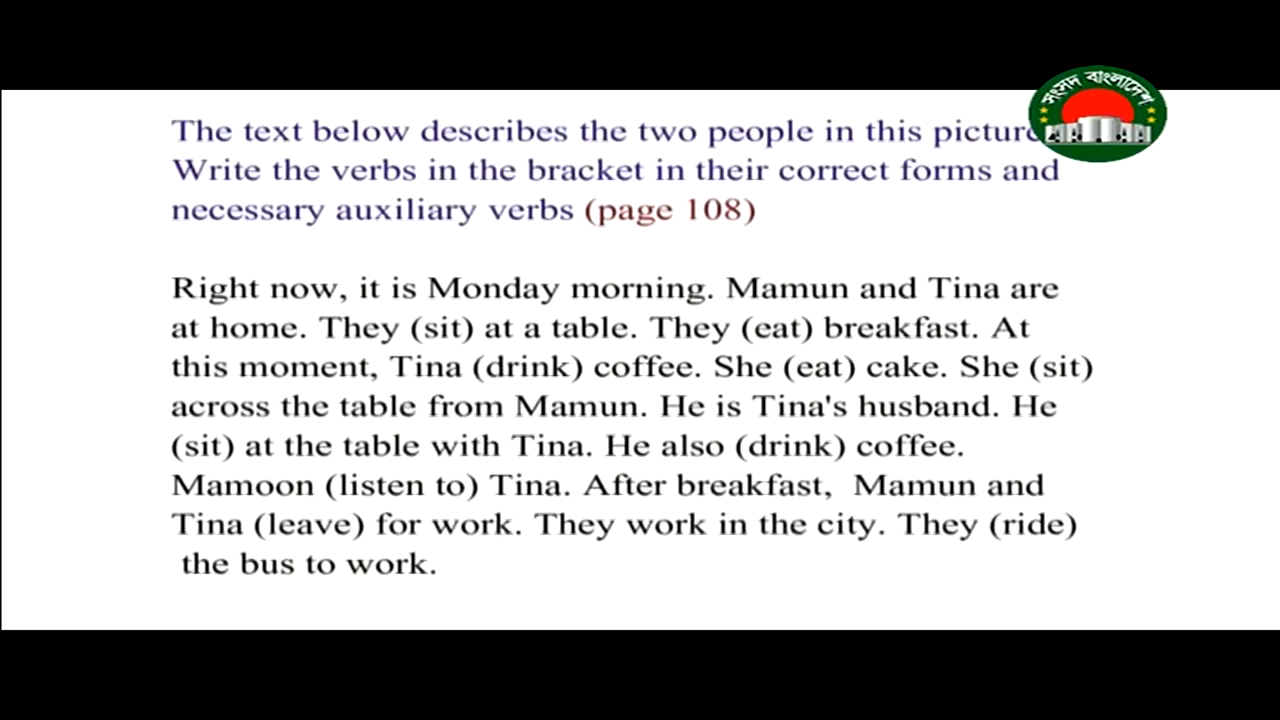 সংসদ বাংলাদেশ
The text below describes the two people in this picture
Write the verbs in the bracket in their correct forms and
necessary auxiliary verbs (page 108)
Right now, it is Monday morning. Mamun and Tina are
at home. They (sit) at a table. They (eat) breakfast. At
this moment, Tina (drink) coffee. She (eat) cake. She (sit)
across the table from Mamun. He is Tina's husband. He
(sit) at the table with Tina. He also (drink) coffee.
Mamoon (listen to) Tina. After breakfast,  Mamun and
Tina (leave) for work. They work in the city. They (ride)
the bus to work.